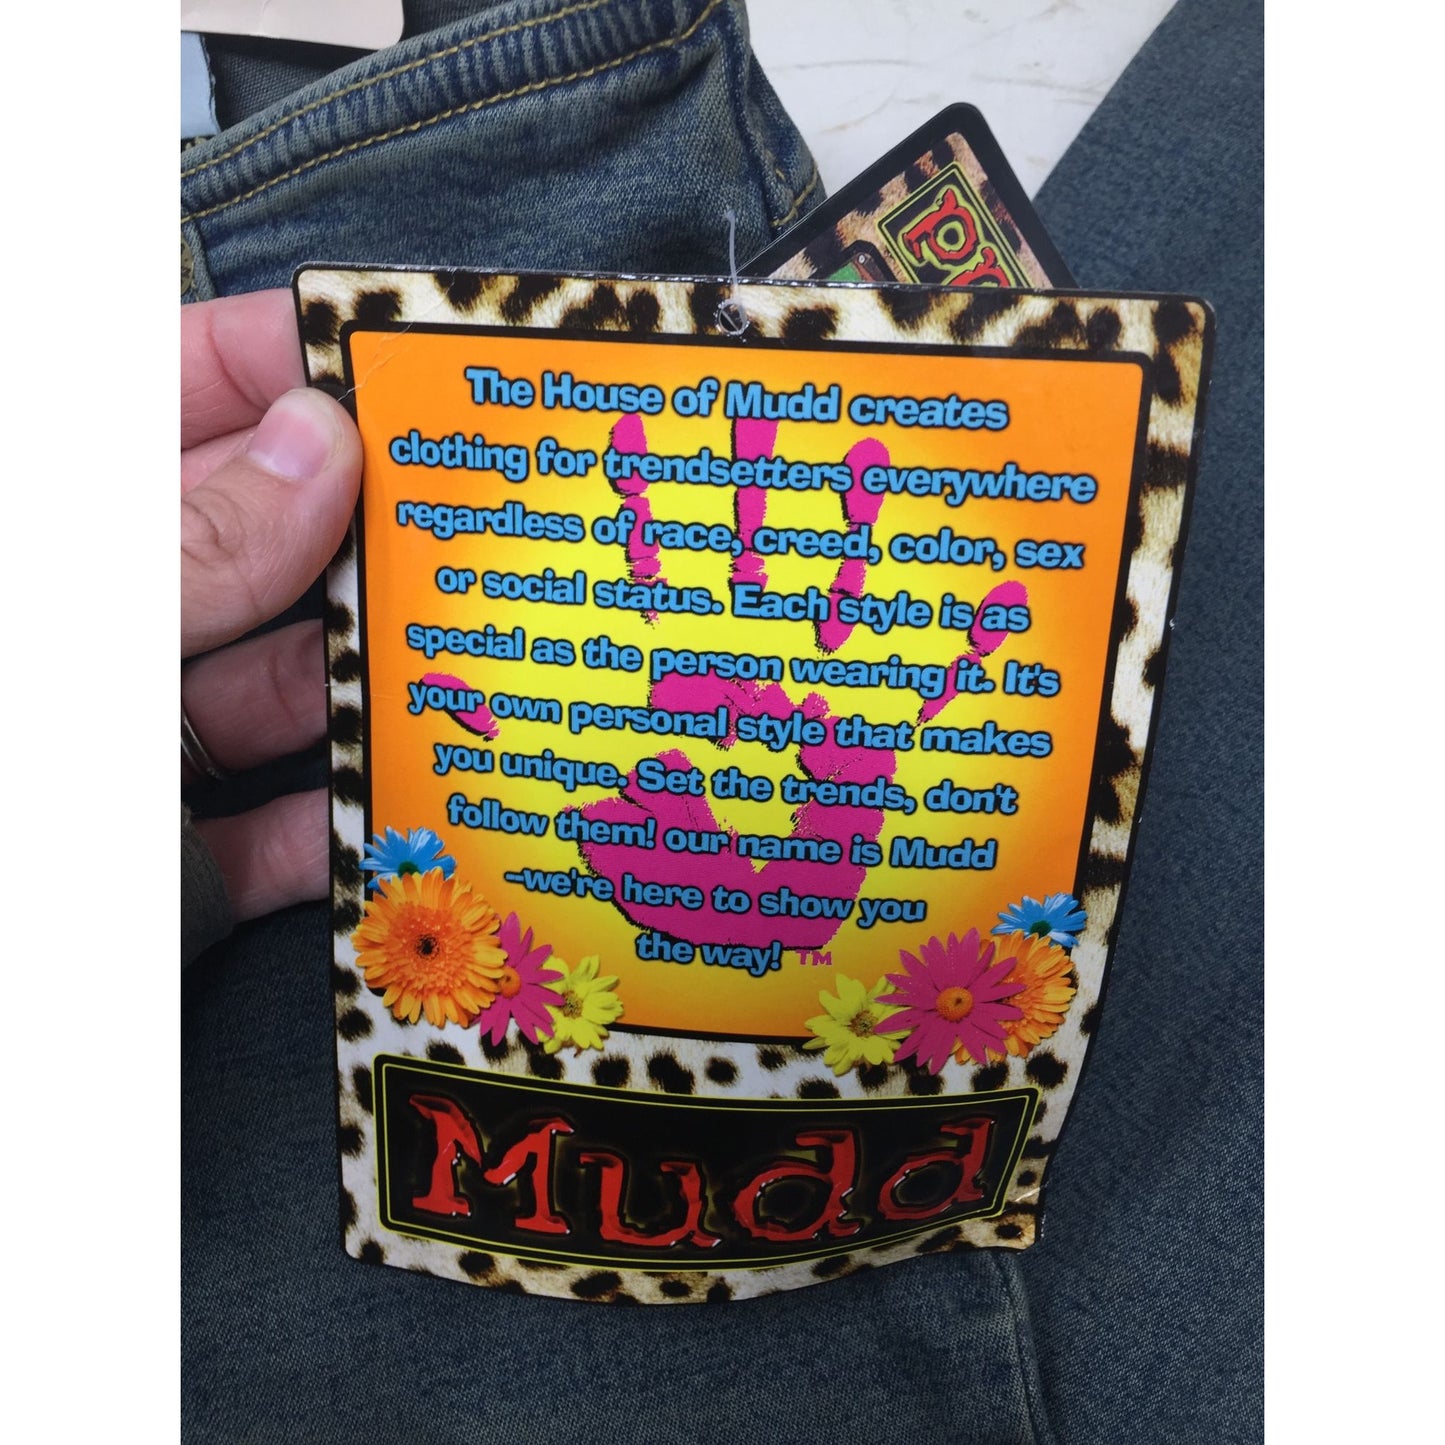 The House of Mudd creates
clothing for trendsetters everywhere
regardless of race, creed, color, sex
or social status. Each style is as
special as the person wearing it. It's
your own personal style that makes
you unique. Set the trends, don't
follow them! our name is Mudd
–we're here to show you
the way! TM
Mudd